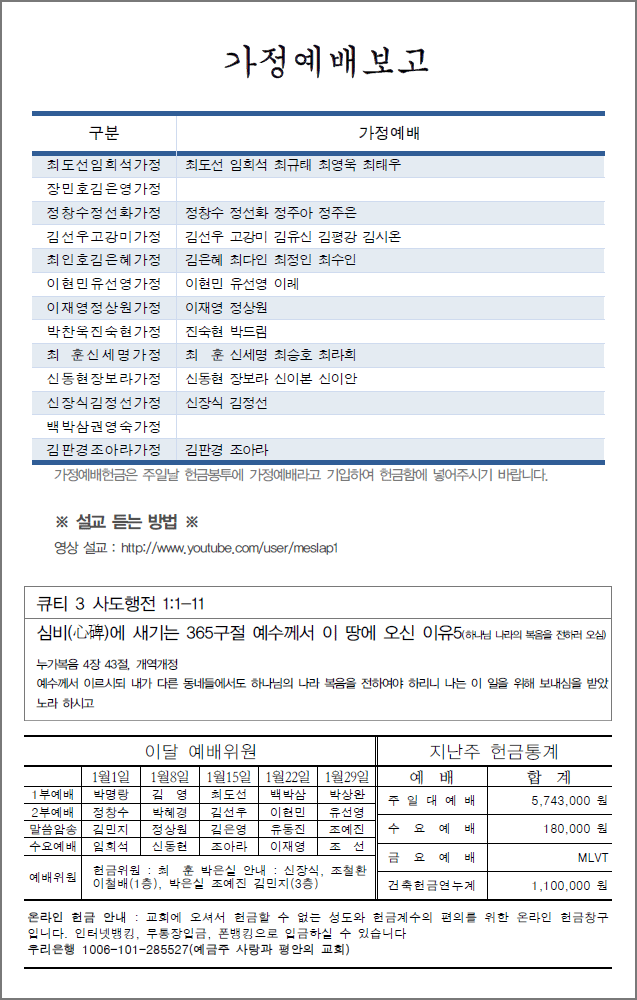 가정예배보고
구분 가정예배
최도선임희석가정 최도선 임희석 최규태 최영욱 최태우
장민호김은영가정
정창수정선화가정 정창수 정선화 정주아 정주은
김선우고강미가정 김선우 고강미 김유신 김평강 김시온
최인호김은혜가정 김은혜 최다인 최정인 최수인
이현민유선영가정 이현민 유선영 이레
이재영정상원가정 이재영 정상원
박찬옥진숙현가정 진숙현 박드림
최 훈신세명가정 최 훈 신세명 최승호 최라희
신동현장보라가정 신동현 장보라 신이본 신이안
신장식김정선가정 신장식 김정선
백박삼권영숙가정
김판경조아라가정 김판경 조아라
가정예배헌금은 주일날 헌금봉투에 가정예배라고 기입하여 헌금함에 넣어주시기 바랍니다.
※ 설교 듣는 방법 ※
영상 설교 : http://www.youtube.com/user/meslap1
큐티 3 사도행전 1:1-11
심비(心碑)에 새기는 365구절 예수께서 이 땅에 오신 이유5(하나님 나라의 복음을 전하러 오심)
누가복음 4장 43절, 개역개정
예수께서 이르시되 내가 다른 동네들에서도 하나님의 나라 복음을 전하여야 하리니 나는 이 일을 위해 보내심을 받았
노라 하시고
이달 예배위원
1월1일 1월8일 1월15일 1월22일 1월29일
1부예배 박명랑 김 영 최도선 백박삼 박상완
2부예배 정창수 박혜경 김선우 이현민 유선영
말씀암송 김민지 정상원 김은영 유동진 조예진
수요예배 임희석 신동현 조아라 이재영 조 선
예배위원 헌금위원 : 최 훈 박은실 안내 : 신장식, 조철환
이철배(1층), 박은실 조예진 김민지(3층)
지난주 헌금통계
예 배 합 계
주 일 대 예 배 5,743,000 원
수 요 예 배 180,000 원
금 요 예 배 MLVT
건축헌금연누계 1,100,000 원
온라인 헌금 안내 : 교회에 오셔서 헌금할 수 없는 성도와 헌금계수의 편의를 위한 온라인 헌금창구
입니다. 인터넷뱅킹, 무통장입금, 폰뱅킹으로 입금하실 수 있습니다
우리은행 1006-101-285527(예금주 사랑과 평안의 교회)